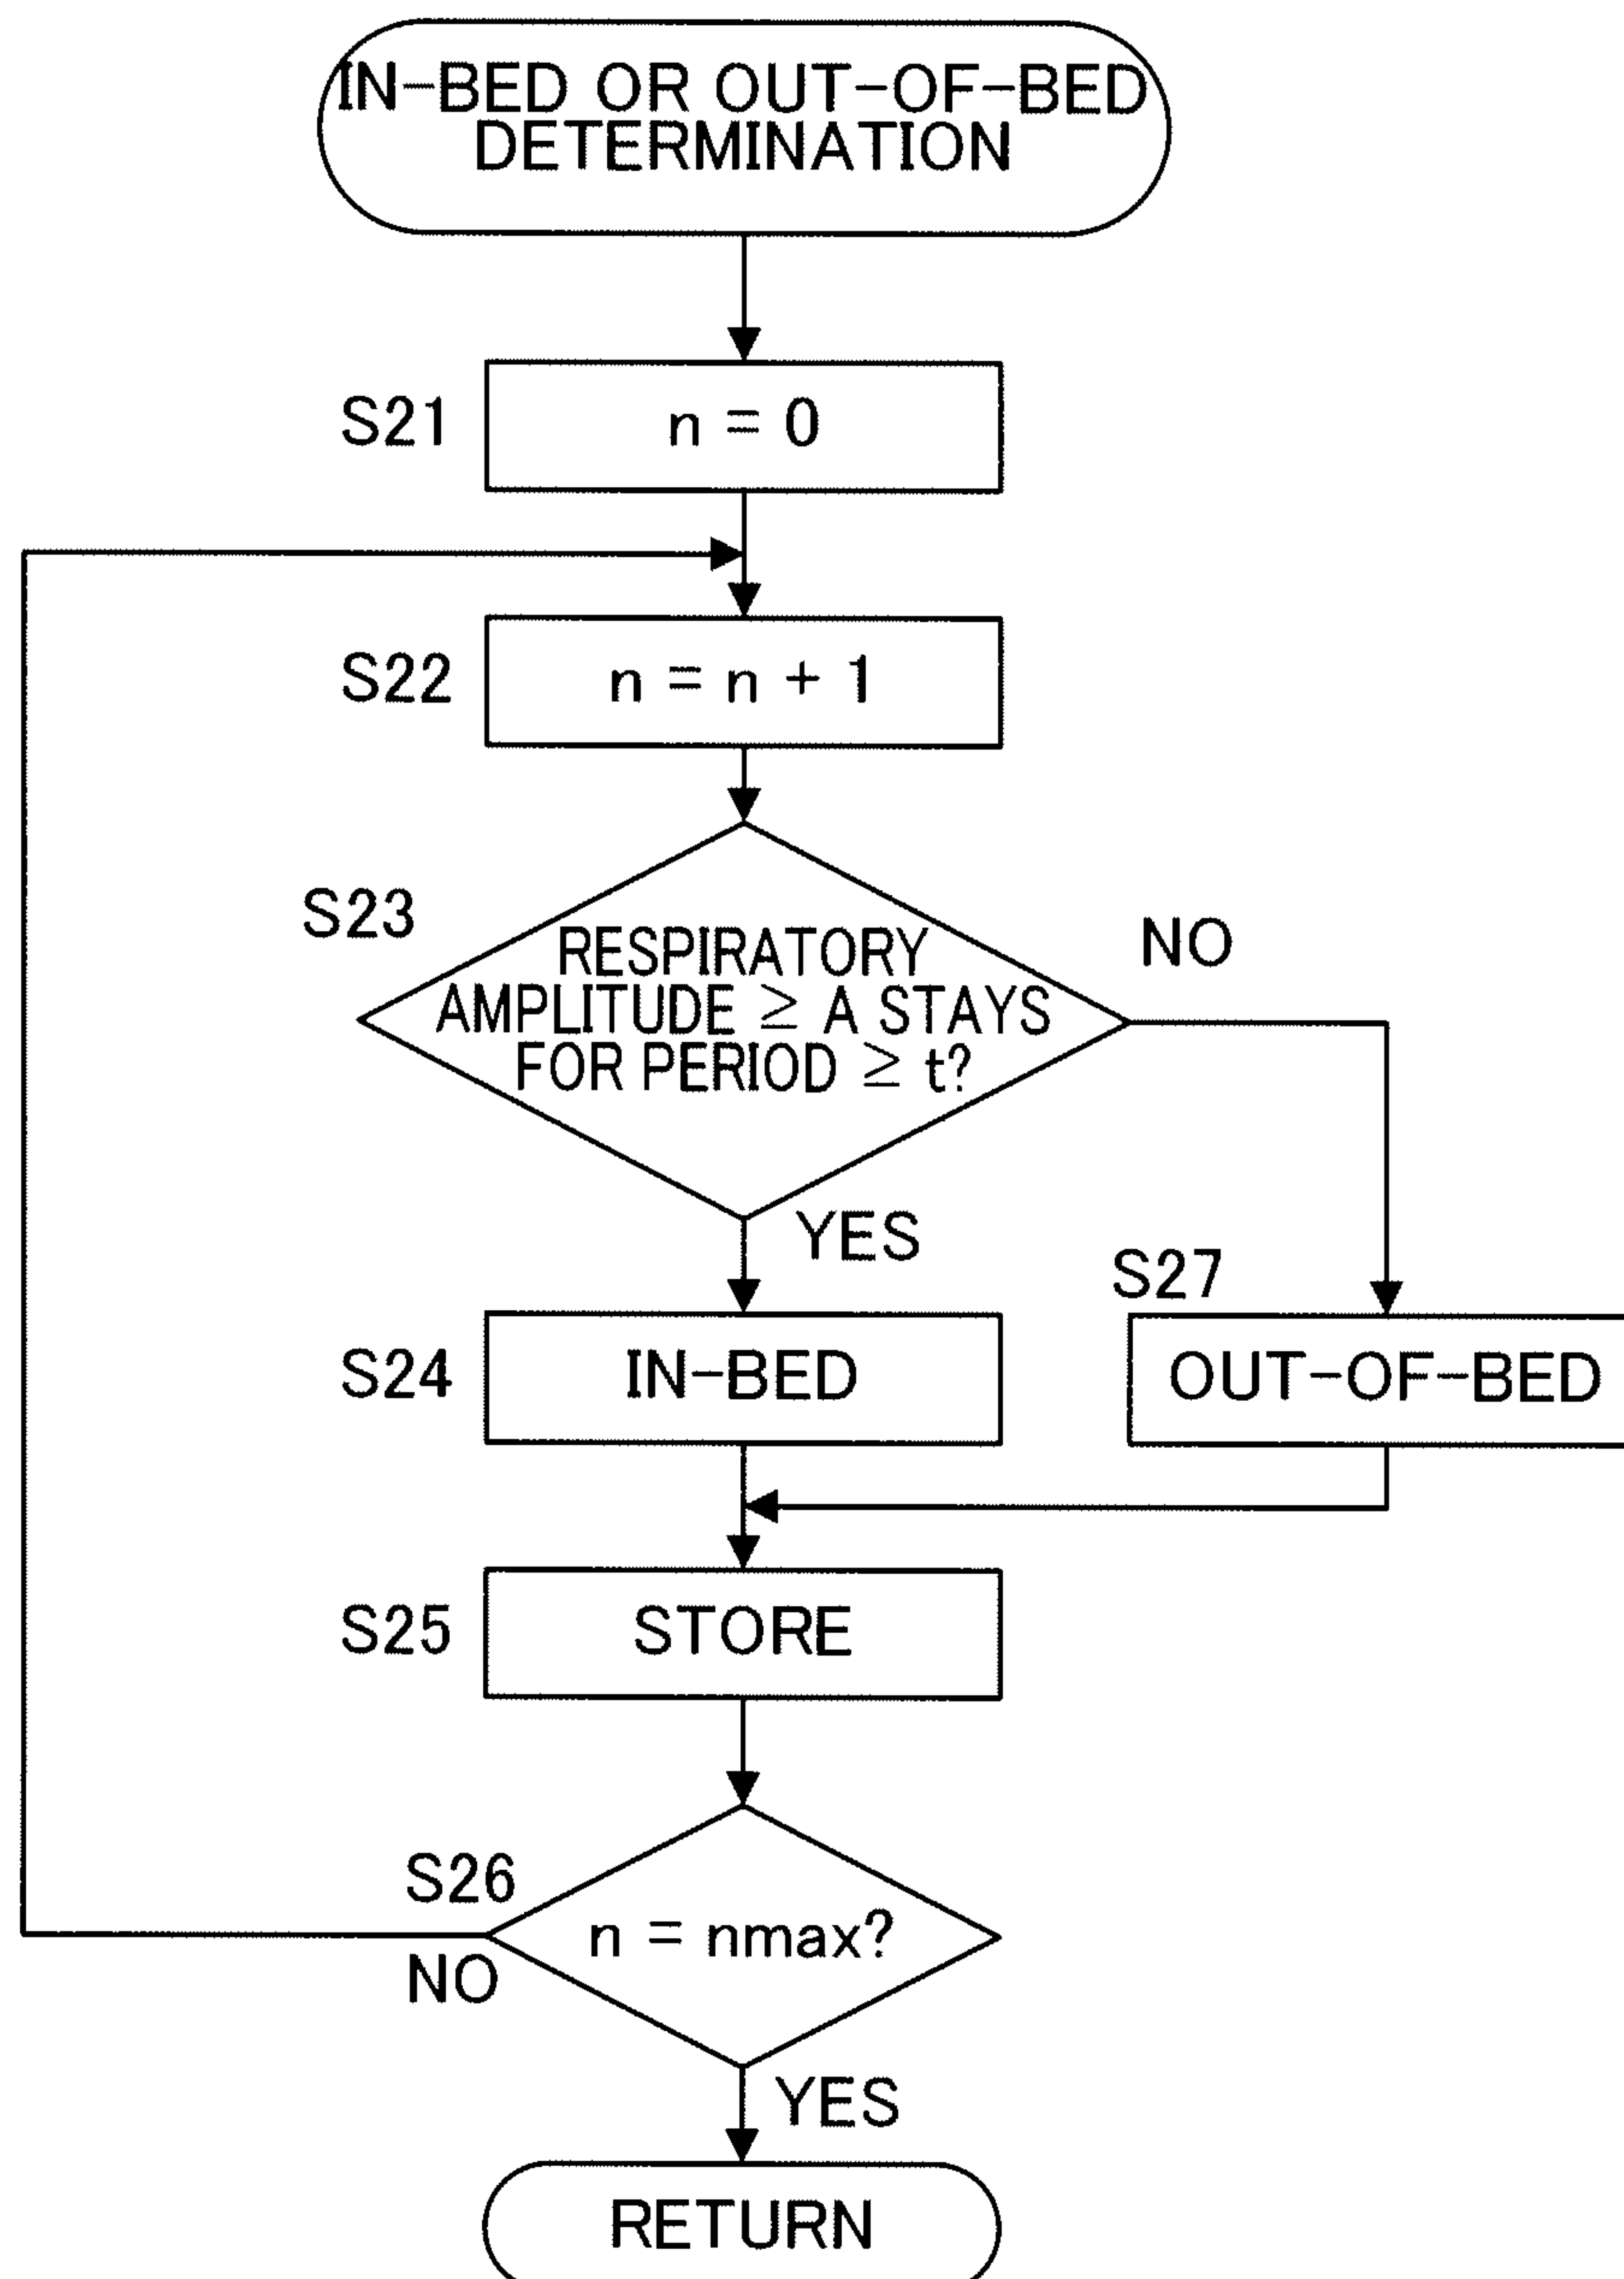 IN-BED OR OUT-OF-BED
DETERMINATION
S21
n = 0
S22
n = n + 1
S23
RESPIRATORY
AMPLITUDE ≥ A STAYS
FOR PERIOD ≥ t?
NO
YES
S27
S24
IN-BED
OUT-OF-BED
S25
STORE
S26
n = nmax?
NO
YES
RETURN